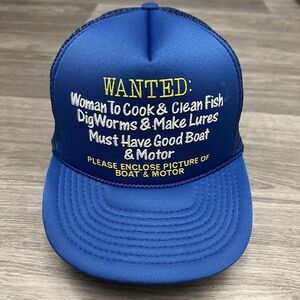 WANTED:
Woman To Cook & Clean Fish
Dig Worms & Make Lures
Must Have Good Boat
& Motor
PLEASE ENCLOSE PICTURE OF
BOAT & MOTOR